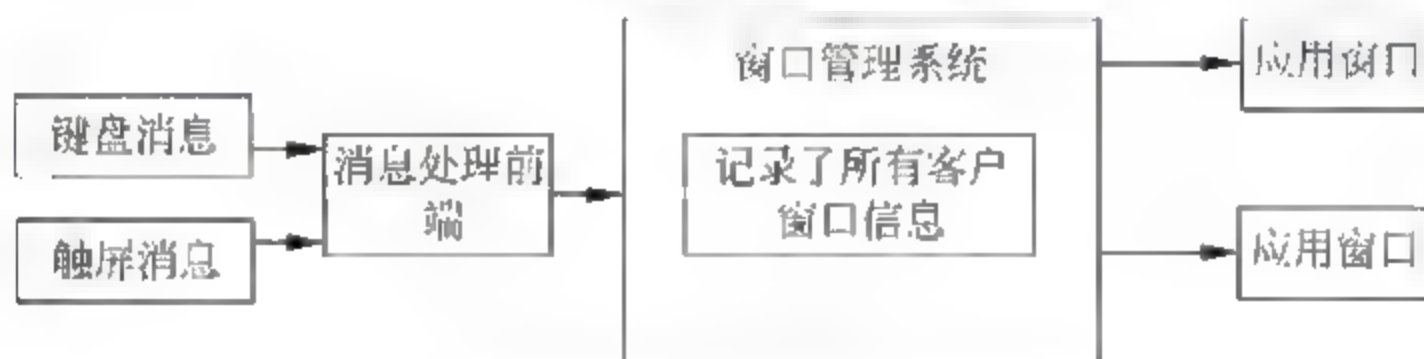 键盘消息
触屏消息
消息处理前
端
窗口管理系统
记录了所有客户
窗口信息
应用窗口
应用窗口